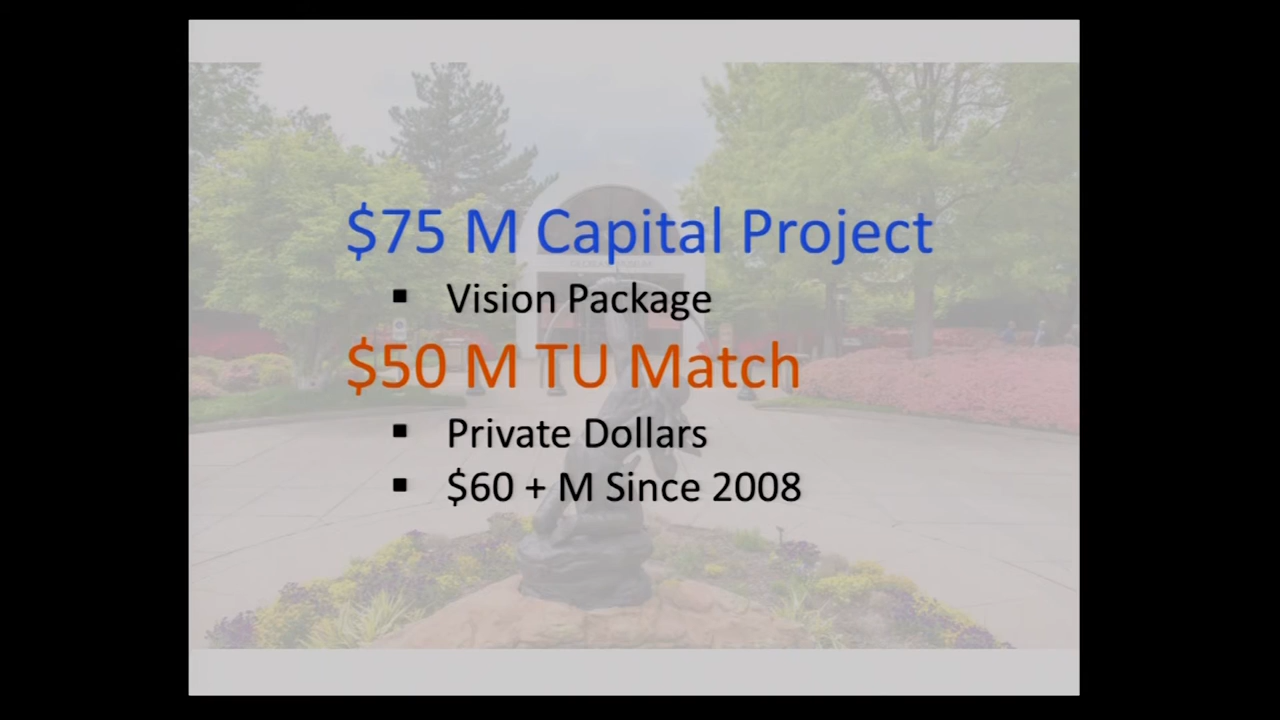 $75 M Capital Project
▪ Vision Package
$50 M TU Match
▪ Private Dollars
▪ $60 + M Since 2008